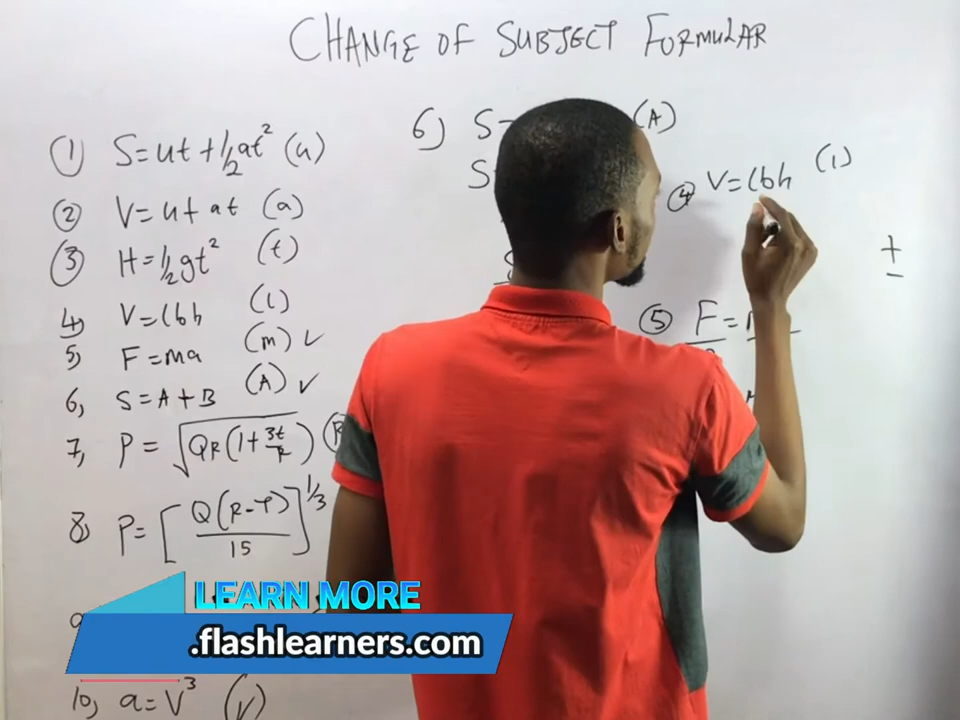 CHANGE OF SUBJECT FORMULAR
① S=ut+½at² (u)
② V=u+at (a)
③ H=½gt² (t)
4) V=lbh (l)
5) F=ma (m) ✓
6, S=A+B (A) ✓
7, P=√QR(1+3t/R) (R
8, P=[Q(R-T)/15]^1/3
10, a=V³ (V)
6) S= (A)
S
④ V=lbh (l)
⑤ F=
+
−
LEARN MORE
.flashlearners.com